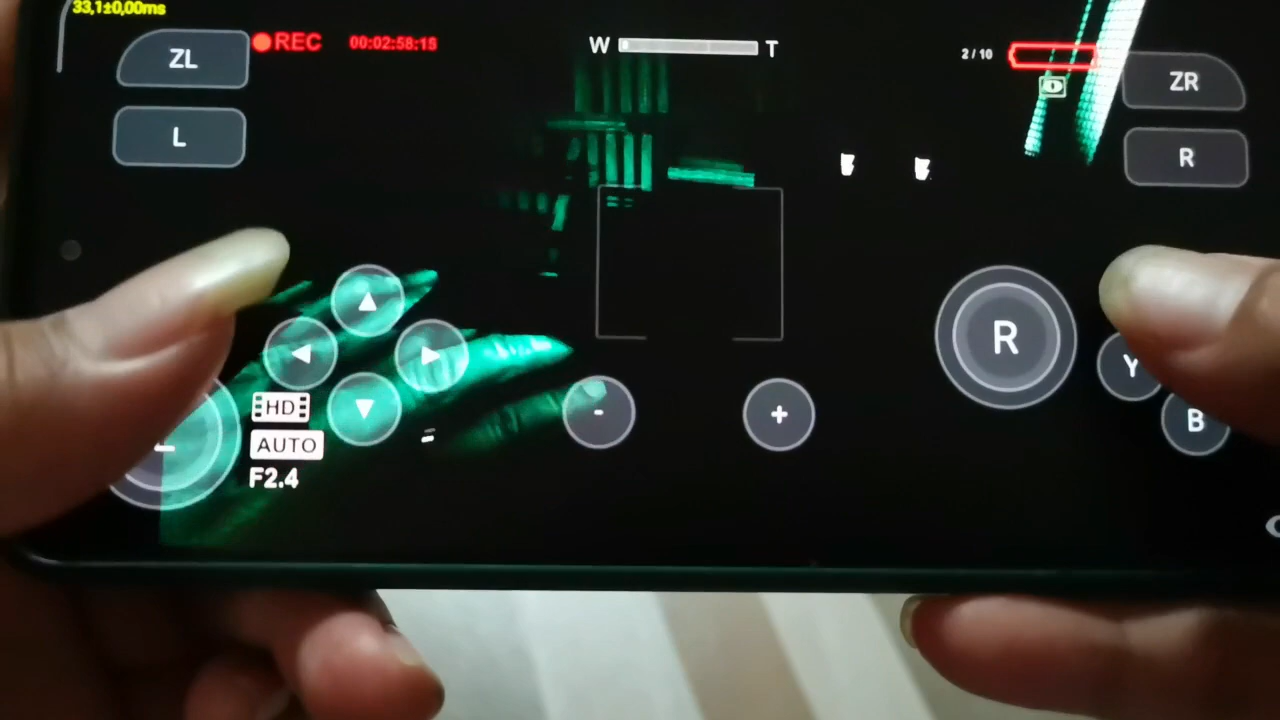 33,1±0,00ms
ZL
REC 00:02:58:15
W T
2/10
ZR
L
R
R
Y
HD
- +
B
AUTO
F2.4